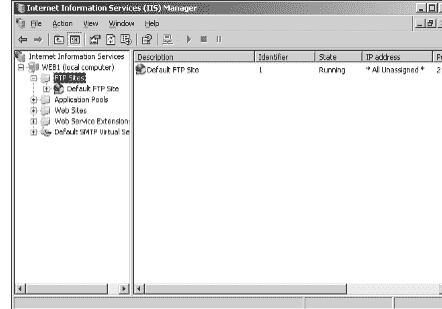 Internet Information Services (IIS) Manager
File Action View Window Help
Internet Information Services
WEB1 (local computer)
FTP Sites
Default FTP Site
Application Pools
Web Sites
Web Service Extension
Default SMTP Virtual Se
Description Identifier State IP address
Default FTP Site 1 Running * All Unassigned * 2